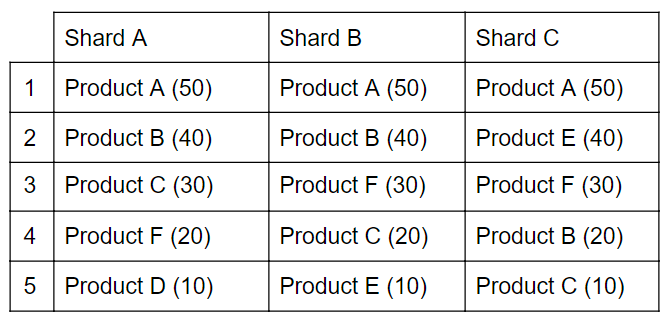 Shard A Shard B Shard C
1 Product A (50) Product A (50) Product A (50)
2 Product B (40) Product B (40) Product E (40)
3 Product C (30) Product F (30) Product F (30)
4 Product F (20) Product C (20) Product B (20)
5 Product D (10) Product E (10) Product C (10)